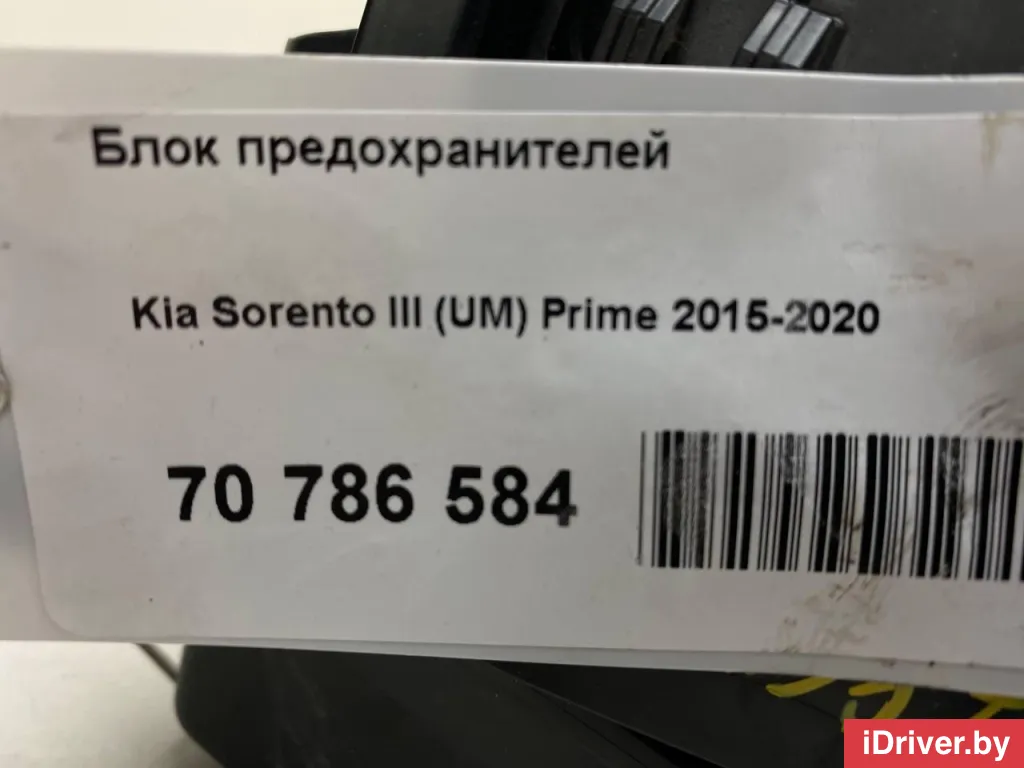 Блок предохранителей
Kia Sorento III (UM) Prime 2015-2020
70 786 584
iDriver.by